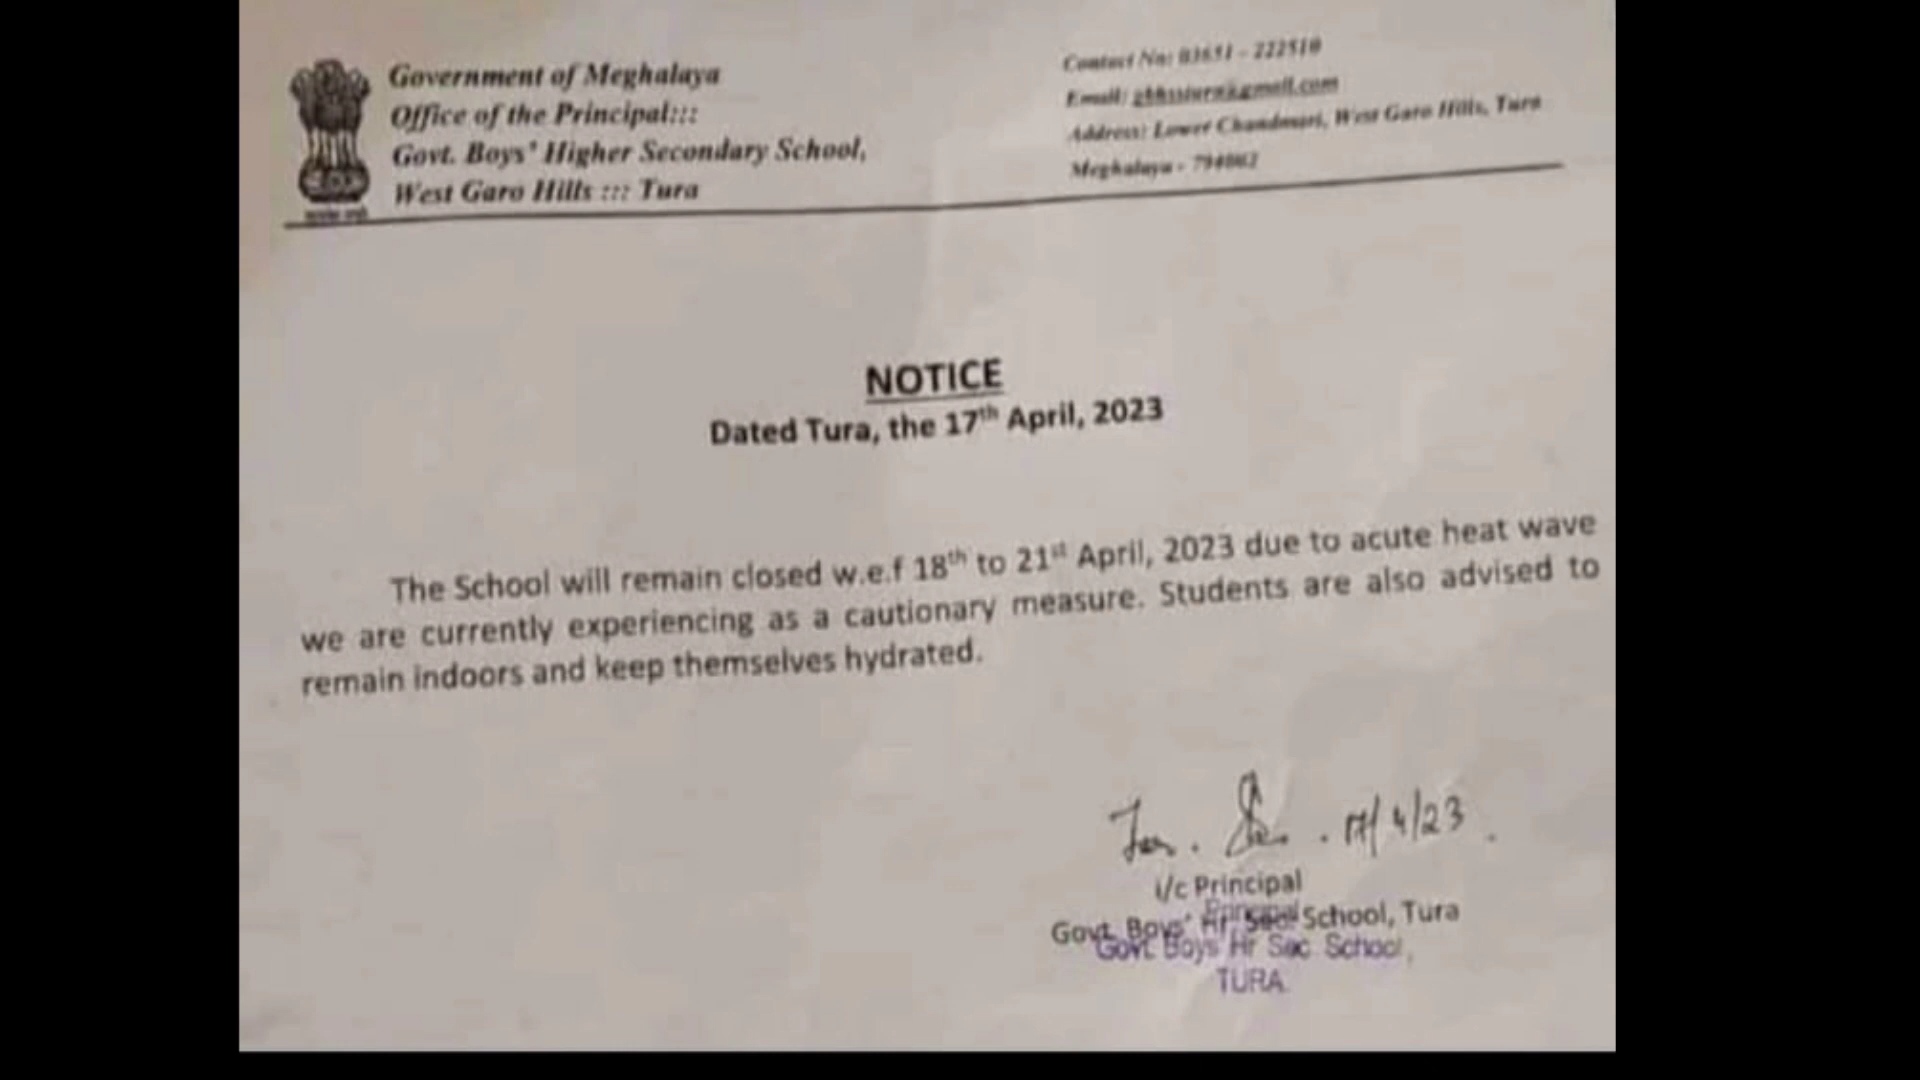 Government of Meghalaya
Office of the Principal:::
Govt. Boys' Higher Secondary School,
West Garo Hills ::: Tura
Contact No: 03651 - 222510
Email:
Address: Lower Chandmari, West Garo Hills, Tura
Meghalaya -
NOTICE
Dated Tura, the 17th April, 2023
The School will remain closed w.e.f 18th to 21st April, 2023 due to acute heat wave
we are currently experiencing as a cautionary measure. Students are also advised to
remain indoors and keep themselves hydrated.
17/4/23
i/c Principal
Govt. Boys' Hr. Sec. School, Tura
Principal
Govt. Boys Hr Sec School,
TURA.